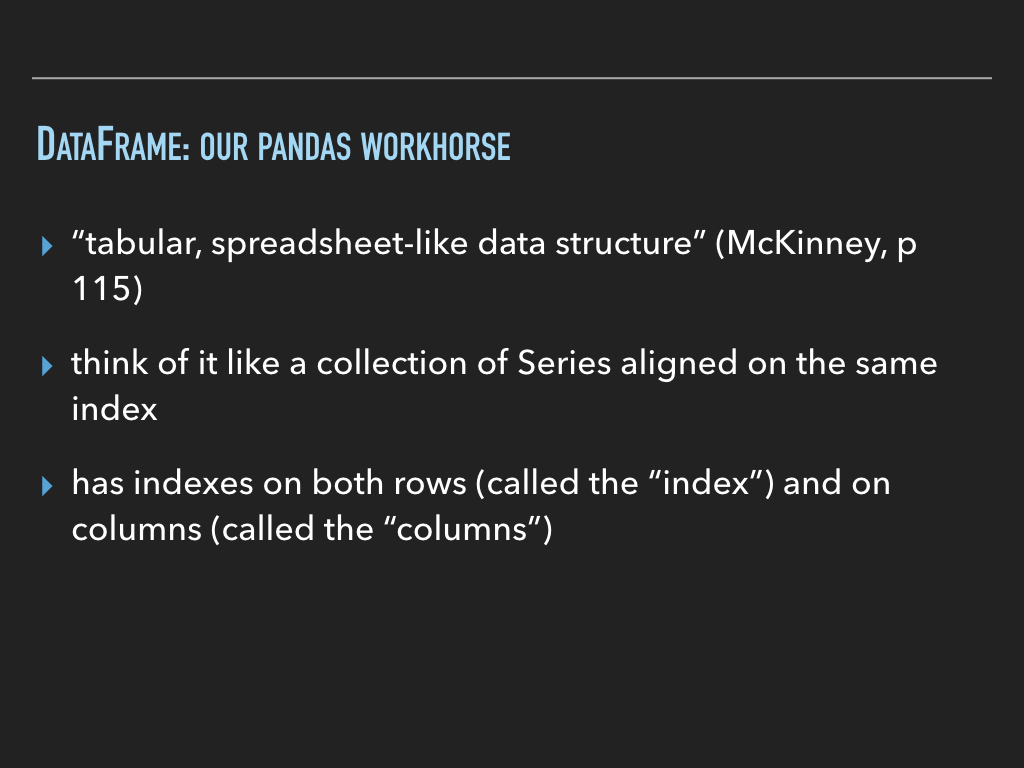 DataFrame: our pandas workhorse
▸ “tabular, spreadsheet-like data structure” (McKinney, p
115)
▸ think of it like a collection of Series aligned on the same
index
▸ has indexes on both rows (called the “index”) and on
columns (called the “columns”)